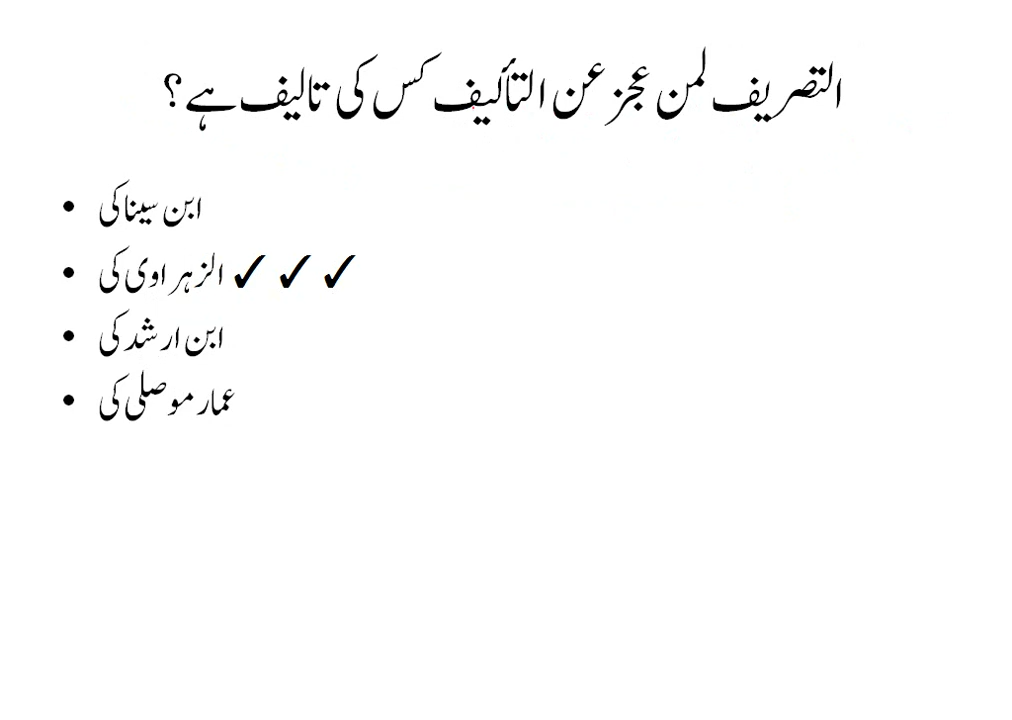 التصریف لمن عجز عن التألیف کس کی تالیف ہے؟
• ابن سینا کی
• الزہراوی کی ✓ ✓ ✓
• ابن ارشد کی
• عمار موصلی کی